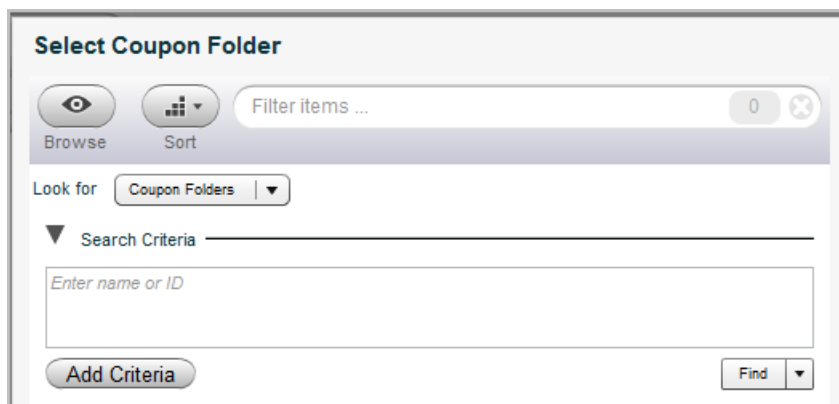 Select Coupon Folder
Filter items ...
0
Browse
Sort
Look for
Coupon Folders
Search Criteria
Enter name or ID
Add Criteria
Find